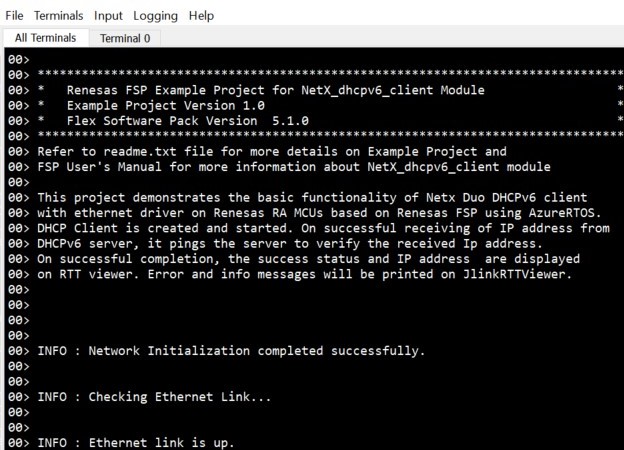 File Terminals Input Logging Help
All Terminals Terminal 0
00>
00> ********************************************************************************
00> *   Renesas FSP Example Project for NetX_dhcpv6_client Module                  *
00> *   Example Project Version 1.0                                                *
00> *   Flex Software Pack Version  5.1.0                                          *
00> ********************************************************************************
00> Refer to readme.txt file for more details on Example Project and
00> FSP User's Manual for more information about NetX_dhcpv6_client module
00>
00> This project demonstrates the basic functionality of Netx Duo DHCPv6 client
00> with ethernet driver on Renesas RA MCUs based on Renesas FSP using AzureRTOS.
00> DHCP Client is created and started. On successful receiving of IP address from
00> DHCPv6 server, it pings the server to verify the received Ip address.
00> On successful completion, the success status and IP address  are displayed
00> on RTT viewer. Error and info messages will be printed on JlinkRTTViewer.
00>
00>
00>
00>
00> INFO : Network Initialization completed successfully.
00>
00>
00> INFO : Checking Ethernet Link...
00>
00>
00> INFO : Ethernet link is up.